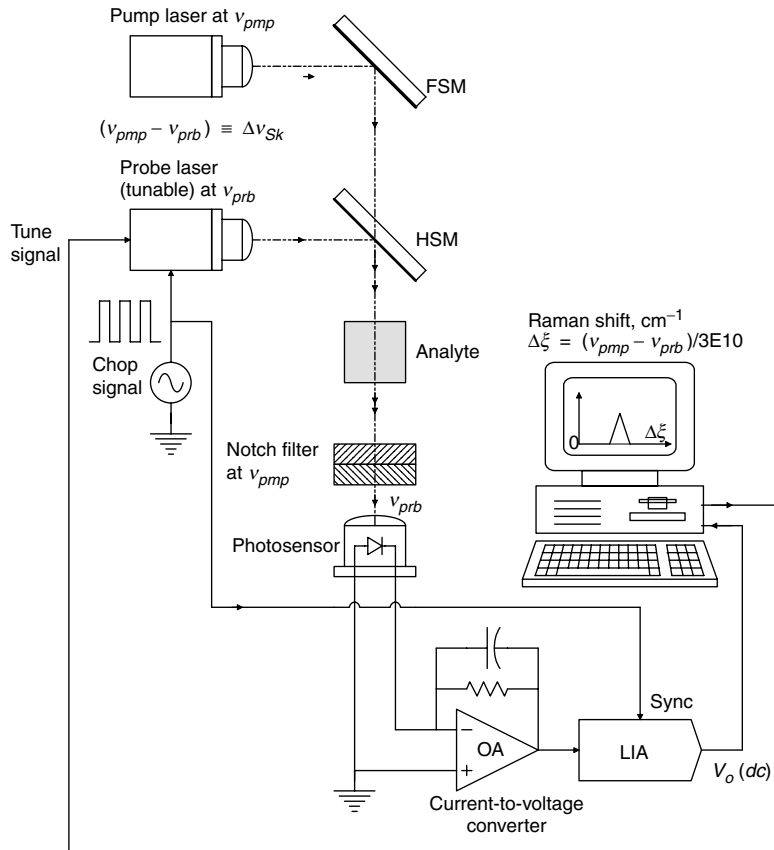 Pump laser at ν_pmp
FSM
(ν_pmp – ν_prb) ≡ Δν_Sk
Probe laser
(tunable) at ν_prb
HSM
Tune
signal
Chop
signal
Analyte
Raman shift, cm⁻¹
Δξ = (ν_pmp – ν_prb)/3E10
0
Δξ
Notch filter
at ν_pmp
ν_prb
Photosensor
Sync
–
OA
+
LIA
V_o (dc)
Current-to-voltage
converter